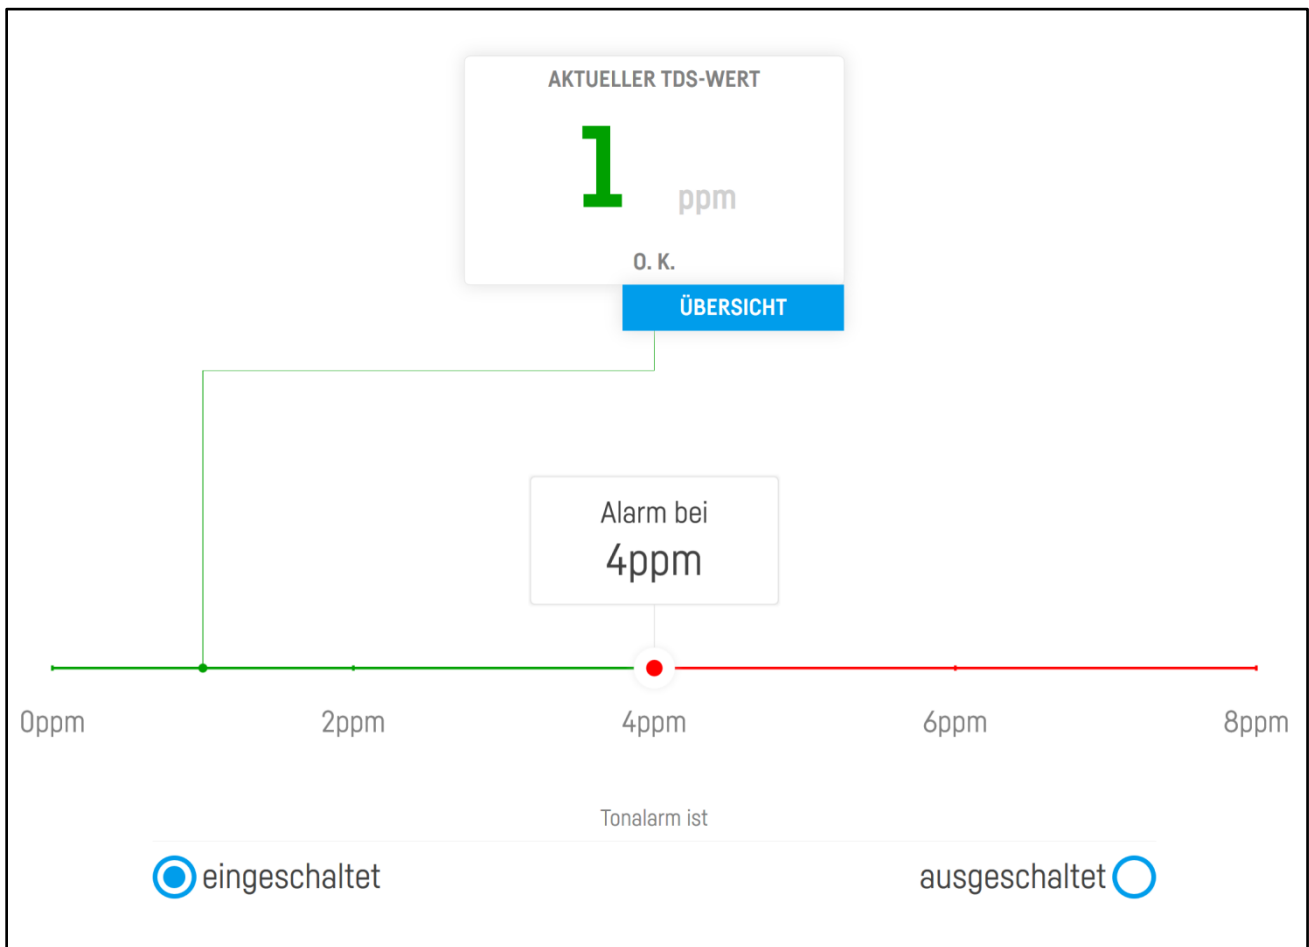 AKTUELLER TDS-WERT
1 ppm
O. K.
ÜBERSICHT
Alarm bei
4ppm
0ppm 2ppm 4ppm 6ppm 8ppm
Tonalarm ist
eingeschaltet ausgeschaltet